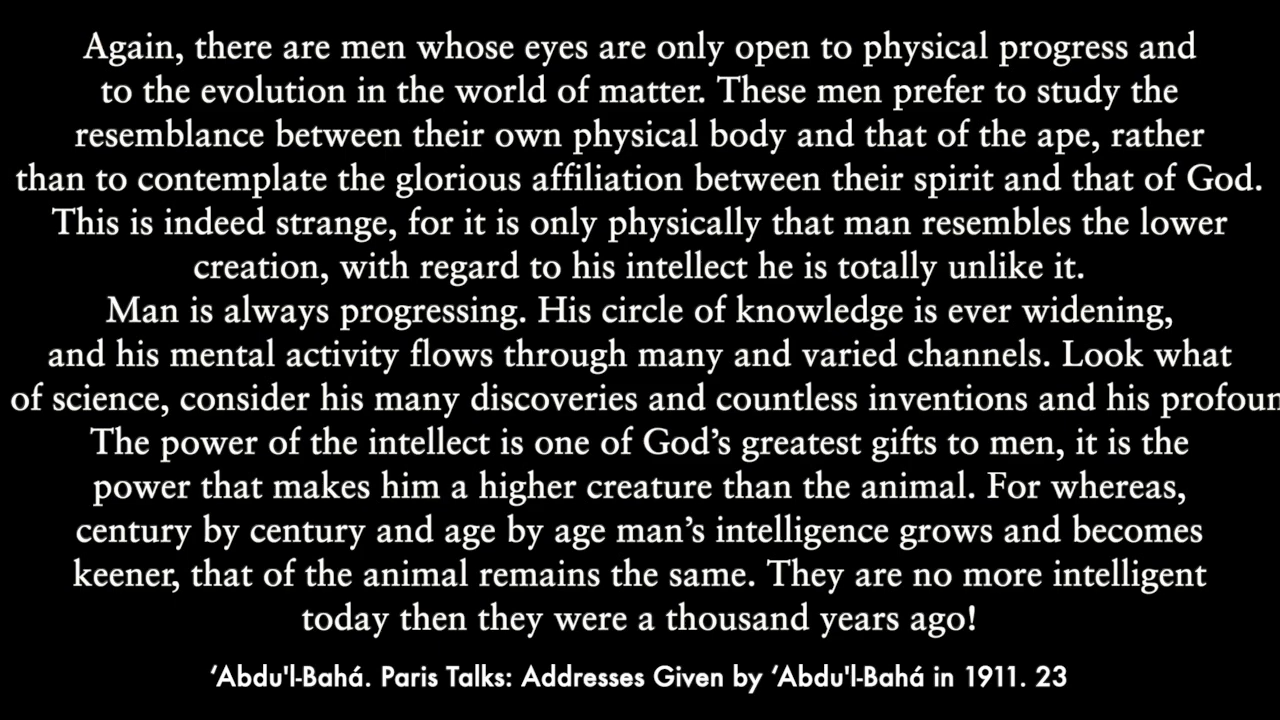 Again, there are men whose eyes are only open to physical progress and
to the evolution in the world of matter. These men prefer to study the
resemblance between their own physical body and that of the ape, rather
than to contemplate the glorious affiliation between their spirit and that of God.
This is indeed strange, for it is only physically that man resembles the lower
creation, with regard to his intellect he is totally unlike it.
Man is always progressing. His circle of knowledge is ever widening,
and his mental activity flows through many and varied channels. Look what
of science, consider his many discoveries and countless inventions and his profoun
The power of the intellect is one of God’s greatest gifts to men, it is the
power that makes him a higher creature than the animal. For whereas,
century by century and age by age man’s intelligence grows and becomes
keener, that of the animal remains the same. They are no more intelligent
today then they were a thousand years ago!
‘Abdu'l-Bahá. Paris Talks: Addresses Given by ‘Abdu'l-Bahá in 1911. 23